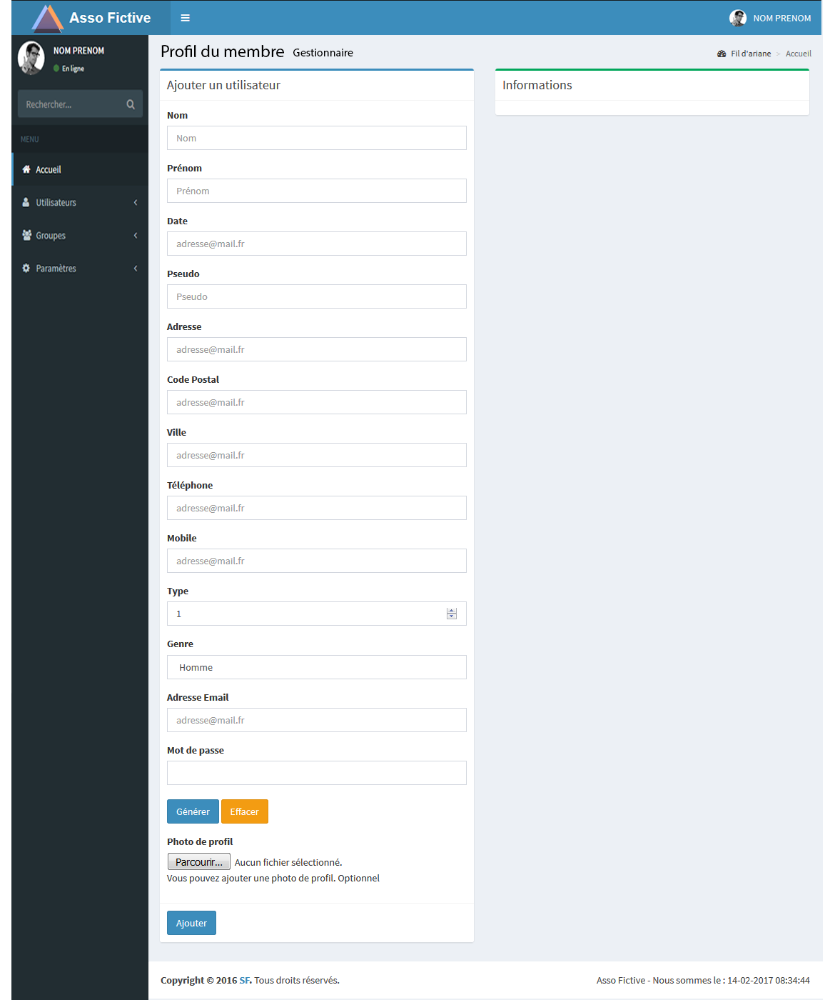 Asso Fictive
NOM PRENOM
NOM PRENOM
En ligne
Rechercher...
MENU
Accueil
Utilisateurs
Groupes
Paramètres
Profil du membre Gestionnaire
Fil d'ariane > Accueil
Ajouter un utilisateur
Nom
Nom
Prénom
Prénom
Date
adresse@mail.fr
Pseudo
Pseudo
Adresse
adresse@mail.fr
Code Postal
adresse@mail.fr
Ville
adresse@mail.fr
Téléphone
adresse@mail.fr
Mobile
adresse@mail.fr
Type
1
Genre
Homme
Adresse Email
adresse@mail.fr
Mot de passe
Générer Effacer
Photo de profil
Parcourir... Aucun fichier sélectionné.
Vous pouvez ajouter une photo de profil. Optionnel
Ajouter
Informations
Copyright © 2016 SF. Tous droits réservés.
Asso Fictive - Nous sommes le : 14-02-2017 08:34:44